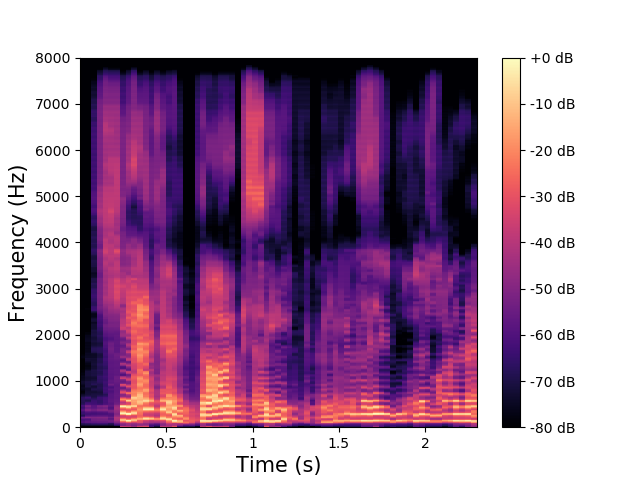 8000
7000
6000
5000
4000
3000
2000
1000
0
Frequency (Hz)
0
0.5
1
1.5
2
Time (s)
+0 dB
-10 dB
-20 dB
-30 dB
-40 dB
-50 dB
-60 dB
-70 dB
-80 dB